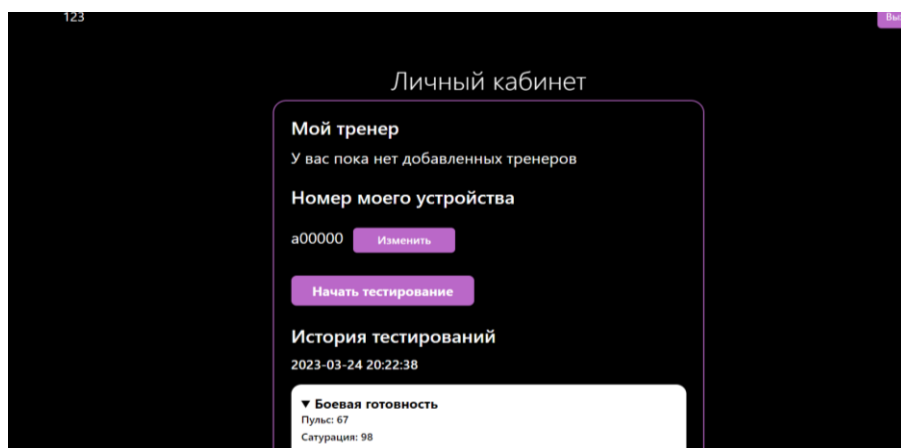 123
Личный кабинет
Мой тренер
У вас пока нет добавленных тренеров
Номер моего устройства
a00000 Изменить
Начать тестирование
История тестирований
2023-03-24 20:22:38
▼ Боевая готовность
Пульс: 67
Сатурация: 98